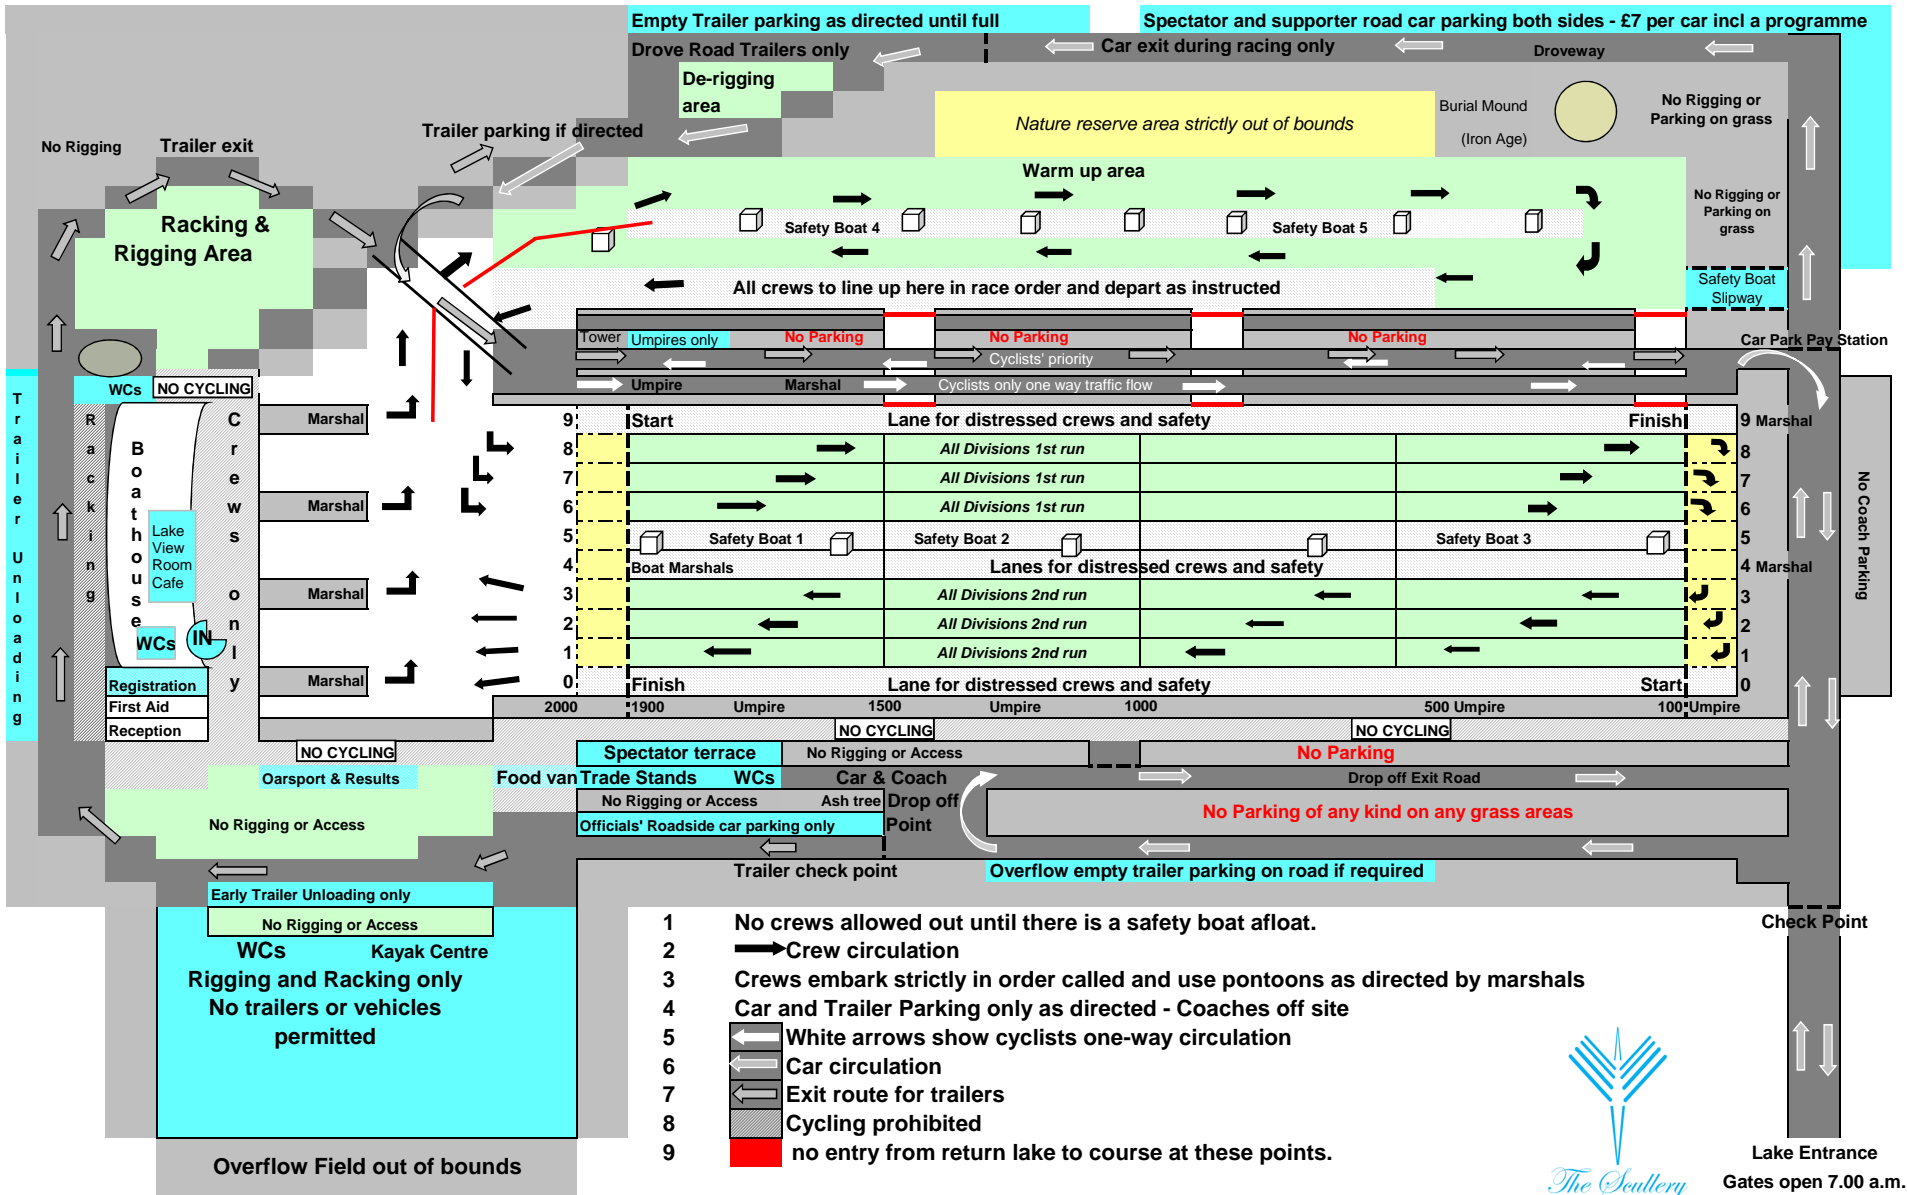 Empty Trailer parking as directed until full
Spectator and supporter road car parking both sides - £7 per car incl a programme
Drove Road Trailers only
Car exit during racing only
Droveway
De-rigging
area
Burial Mound
(Iron Age)
No Rigging or
Parking on grass
Nature reserve area strictly out of bounds
Trailer parking if directed
No Rigging
Trailer exit
Warm up area
No Rigging or
Parking on
grass
Racking &
Rigging Area
Safety Boat 4
Safety Boat 5
All crews to line up here in race order and depart as instructed
Safety Boat
Slipway
Tower
Umpires only
No Parking
No Parking
No Parking
Car Park Pay Station
Cyclists' priority
Umpire
Marshal
Cyclists only one way traffic flow
WCs
NO CYCLING
Trailer Unloading
Racking
Boathouse
Crews only
Lake
View
Room
Cafe
WCs
IN
Registration
First Aid
Reception
Marshal
Marshal
Marshal
Marshal
9
Start
Lane for distressed crews and safety
Finish
9 Marshal
8
All Divisions 1st run
8
7
All Divisions 1st run
7
6
All Divisions 1st run
6
5
Safety Boat 1
Safety Boat 2
Safety Boat 3
5
4
Boat Marshals
Lanes for distressed crews and safety
4 Marshal
3
All Divisions 2nd run
3
2
All Divisions 2nd run
2
1
All Divisions 2nd run
1
0
Finish
Lane for distressed crews and safety
Start
0
2000
1900
Umpire
1500
Umpire
1000
500 Umpire
100
Umpire
No Coach Parking
NO CYCLING
NO CYCLING
NO CYCLING
Spectator terrace
No Rigging or Access
No Parking
Oarsport & Results
Food van
Trade Stands
WCs
Car & Coach
Drop off
Point
Drop off Exit Road
No Rigging or Access
Ash tree
Officials' Roadside car parking only
No Parking of any kind on any grass areas
No Rigging or Access
Trailer check point
Overflow empty trailer parking on road if required
Early Trailer Unloading only
No Rigging or Access
WCs
Kayak Centre
Rigging and Racking only
No trailers or vehicles
permitted
Overflow Field out of bounds
1 No crews allowed out until there is a safety boat afloat.
2 Crew circulation
3 Crews embark strictly in order called and use pontoons as directed by marshals
4 Car and Trailer Parking only as directed - Coaches off site
5 White arrows show cyclists one-way circulation
6 Car circulation
7 Exit route for trailers
8 Cycling prohibited
9 no entry from return lake to course at these points.
Check Point
The Scullery
Lake Entrance
Gates open 7.00 a.m.